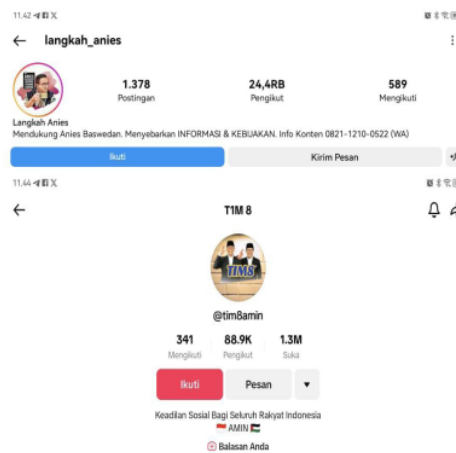 11.42
langkah_anies
1.378 24,4RB 589
Postingan Pengikut Mengikuti
Langkah Anies
Mendukung Anies Baswedan. Menyebarkan INFORMASI & KEBIJAKAN. Info Konten 0821-1210-0522 (WA)
Ikuti Kirim Pesan
11.44
T1M 8
TIM8
@tim8amin
341 88.9K 1.3M
Mengikuti Pengikut Suka
Ikuti Pesan
Keadilan Sosial Bagi Seluruh Rakyat Indonesia
🇮🇩 AMIN 🇵🇸
Balasan Anda